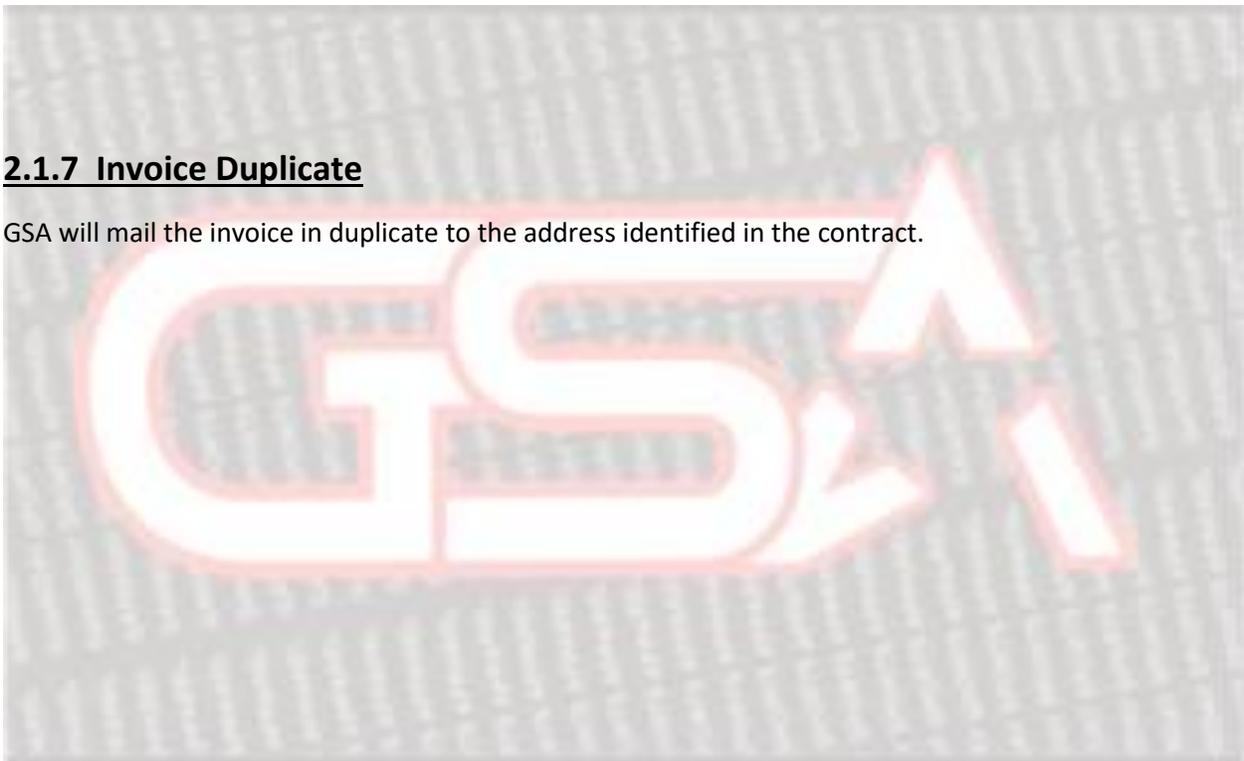 2.1.7 Invoice Duplicate
GSA will mail the invoice in duplicate to the address identified in the contract.
GSA